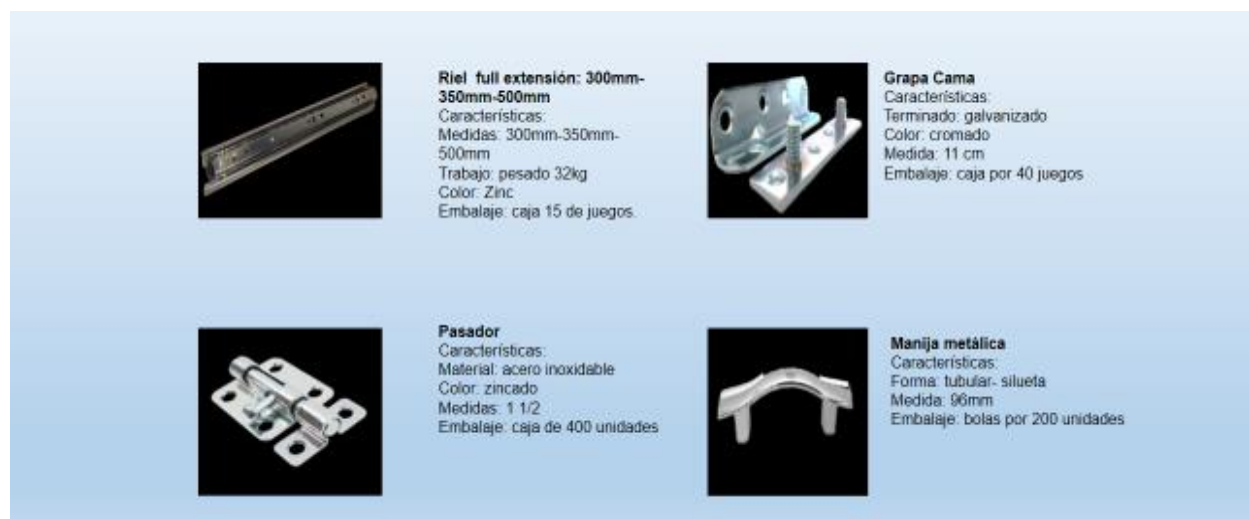 Riel full extensión: 300mm-
350mm-500mm
Características:
Medidas: 300mm-350mm-
500mm
Trabajo: pesado 32kg
Color: Zinc
Embalaje: caja 15 de juegos.
Grapa Cama
Características:
Terminado: galvanizado
Color: cromado
Medida: 11 cm
Embalaje: caja por 40 juegos
Pasador
Características:
Material: acero inoxidable
Color: zincado
Medidas: 1 1/2
Embalaje: caja de 400 unidades
Manija metálica
Características:
Forma: tubular- silueta
Medida: 96mm
Embalaje: bolas por 200 unidades